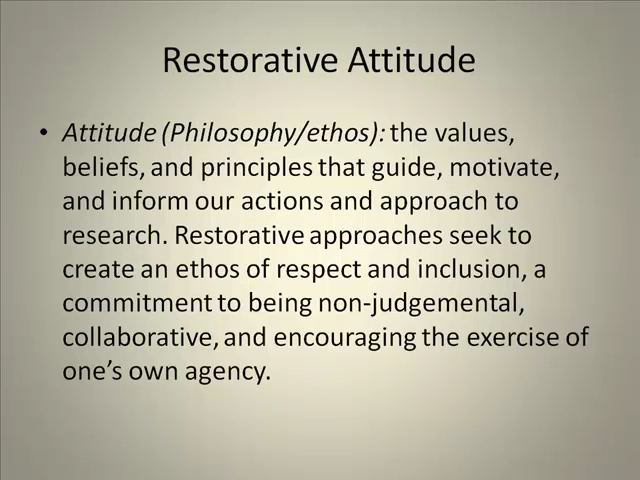 Restorative Attitude
• Attitude (Philosophy/ethos): the values,
beliefs, and principles that guide, motivate,
and inform our actions and approach to
research. Restorative approaches seek to
create an ethos of respect and inclusion, a
commitment to being non-judgemental,
collaborative, and encouraging the exercise of
one’s own agency.